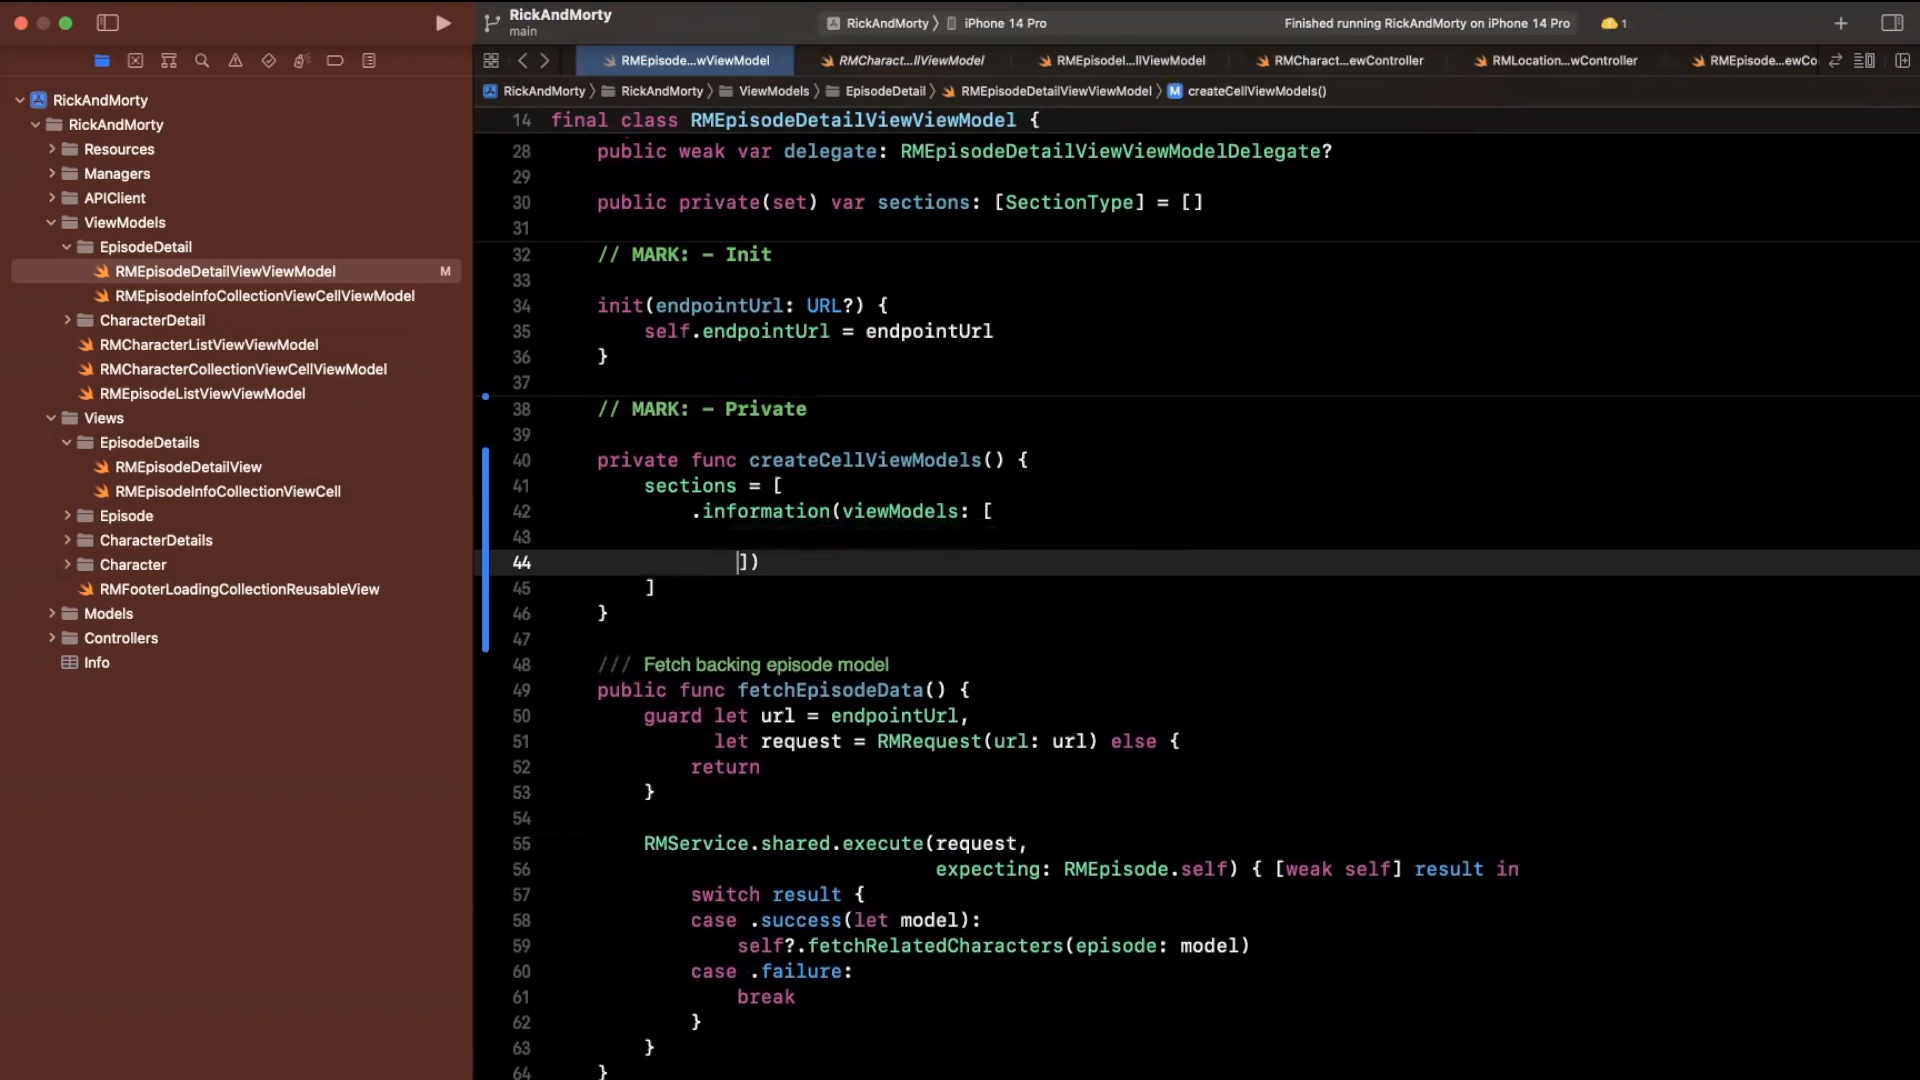 RickAndMorty
main
RickAndMorty
iPhone 14 Pro
Finished running RickAndMorty on iPhone 14 Pro
1
RMEpisode...wViewModel
RMCharact...llViewModel
RMEpisodeI...llViewModel
RMCharact...ewController
RMLocation...wController
RMEpisode...ewCo
RickAndMorty
RickAndMorty
ViewModels
EpisodeDetail
RMEpisodeDetailViewViewModel
M
createCellViewModels()
RickAndMorty
RickAndMorty
Resources
Managers
APIClient
ViewModels
EpisodeDetail
RMEpisodeDetailViewViewModel
M
RMEpisodeInfoCollectionViewCellViewModel
CharacterDetail
RMCharacterListViewViewModel
RMCharacterCollectionViewCellViewModel
RMEpisodeListViewViewModel
Views
EpisodeDetails
RMEpisodeDetailView
RMEpisodeInfoCollectionViewCell
Episode
CharacterDetails
Character
RMFooterLoadingCollectionReusableView
Models
Controllers
Info
14 final class RMEpisodeDetailViewViewModel {
28 public weak var delegate: RMEpisodeDetailViewViewModelDelegate?
29
30 public private(set) var sections: [SectionType] = []
31
32 // MARK: - Init
33
34 init(endpointUrl: URL?) {
35 self.endpointUrl = endpointUrl
36 }
37
38 // MARK: - Private
39
40 private func createCellViewModels() {
41 sections = [
42 .information(viewModels: [
43
44 ])
45 ]
46 }
47
48 /// Fetch backing episode model
49 public func fetchEpisodeData() {
50 guard let url = endpointUrl,
51 let request = RMRequest(url: url) else {
52 return
53 }
54
55 RMService.shared.execute(request,
56 expecting: RMEpisode.self) { [weak self] result in
57 switch result {
58 case .success(let model):
59 self?.fetchRelatedCharacters(episode: model)
60 case .failure:
61 break
62 }
63 }
64 }